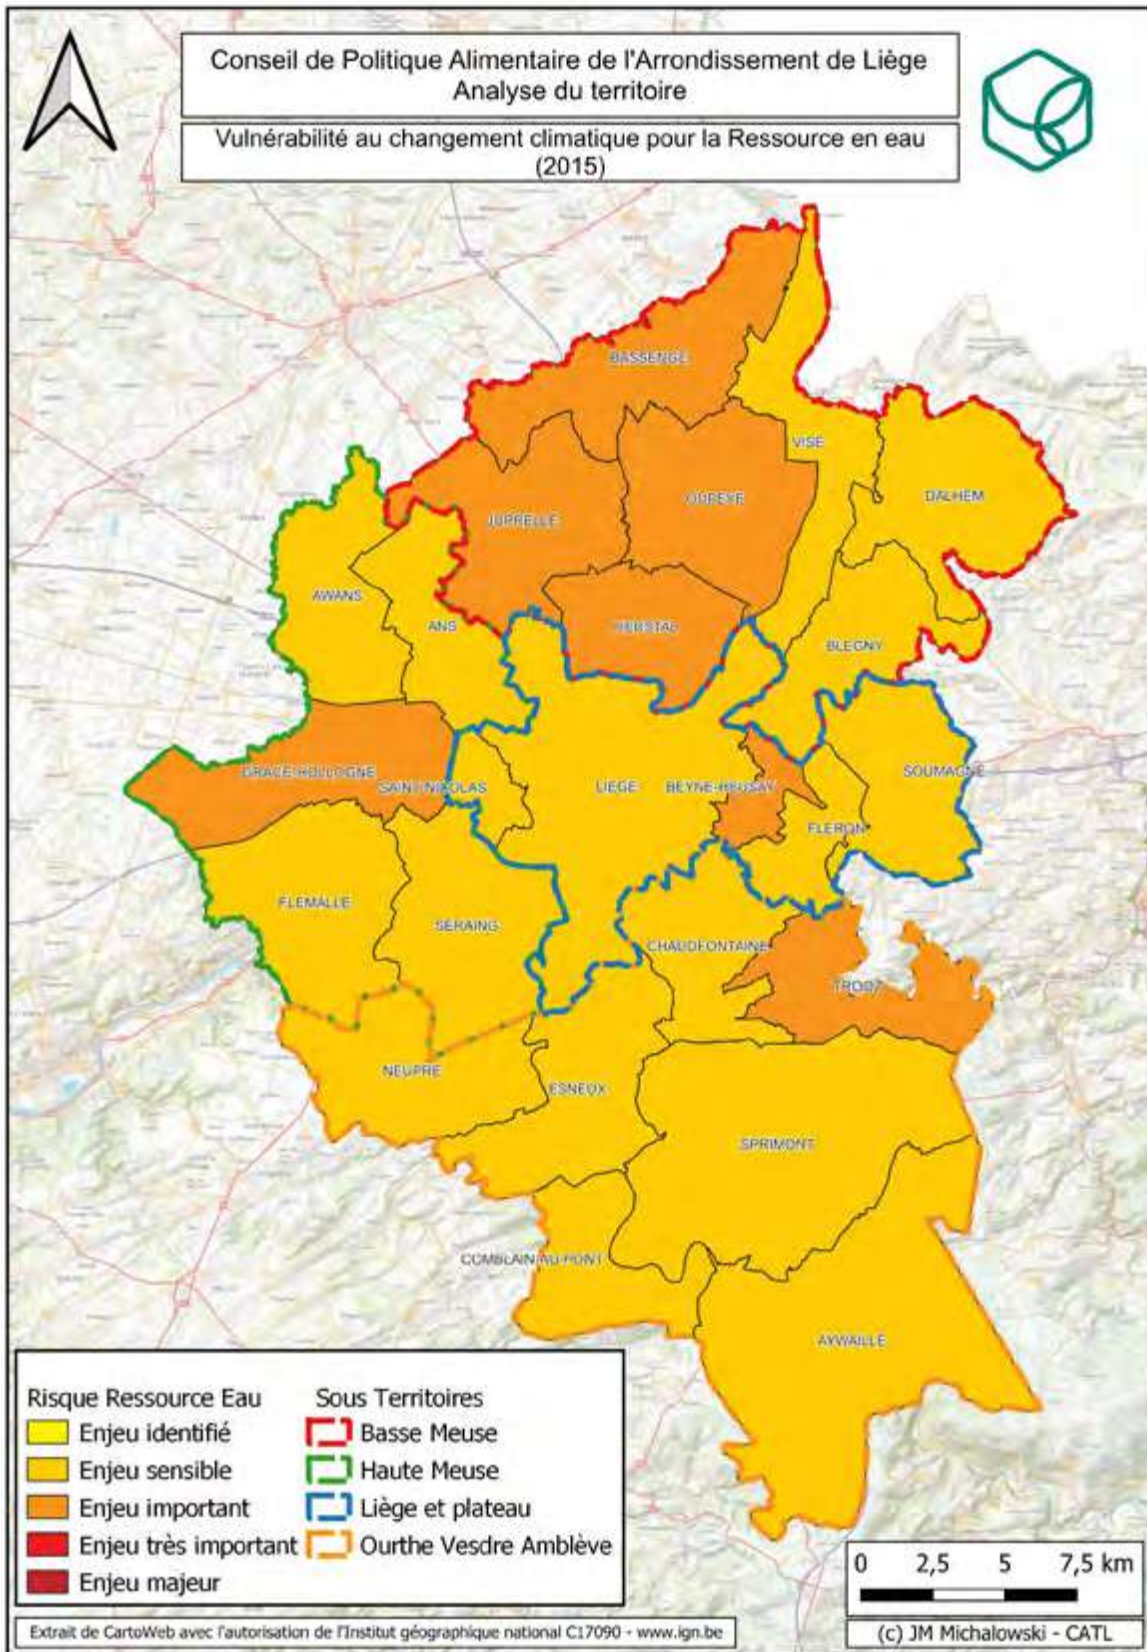 Conseil de Politique Alimentaire de l'Arrondissement de Liège
Analyse du territoire
Vulnérabilité au changement climatique pour la Ressource en eau
(2015)
BASSENGE
VISE
DALHEM
OUPEYE
JUPRELLE
AWANS
ANS
HERSTAL
BLEGNY
SOUMAGNE
GRACE-HOLLOGNE
SAINT-NICOLAS
LIEGE
BEYNE-HEUSAY
FLERON
FLEMALLE
SERAING
CHAUDFONTAINE
TROOZ
NEUPRE
ESNEUX
SPRIMONT
COMBLAIN-AU-PONT
AYWAILLE
Risque Ressource Eau
Enjeu identifié
Enjeu sensible
Enjeu important
Enjeu très important
Enjeu majeur
Sous Territoires
Basse Meuse
Haute Meuse
Liège et plateau
Ourthe Vesdre Amblève
0 2,5 5 7,5 km
Extrait de CartoWeb avec l'autorisation de l'Institut géographique national C17090 - www.ign.be
(c) JM Michalowski - CATL